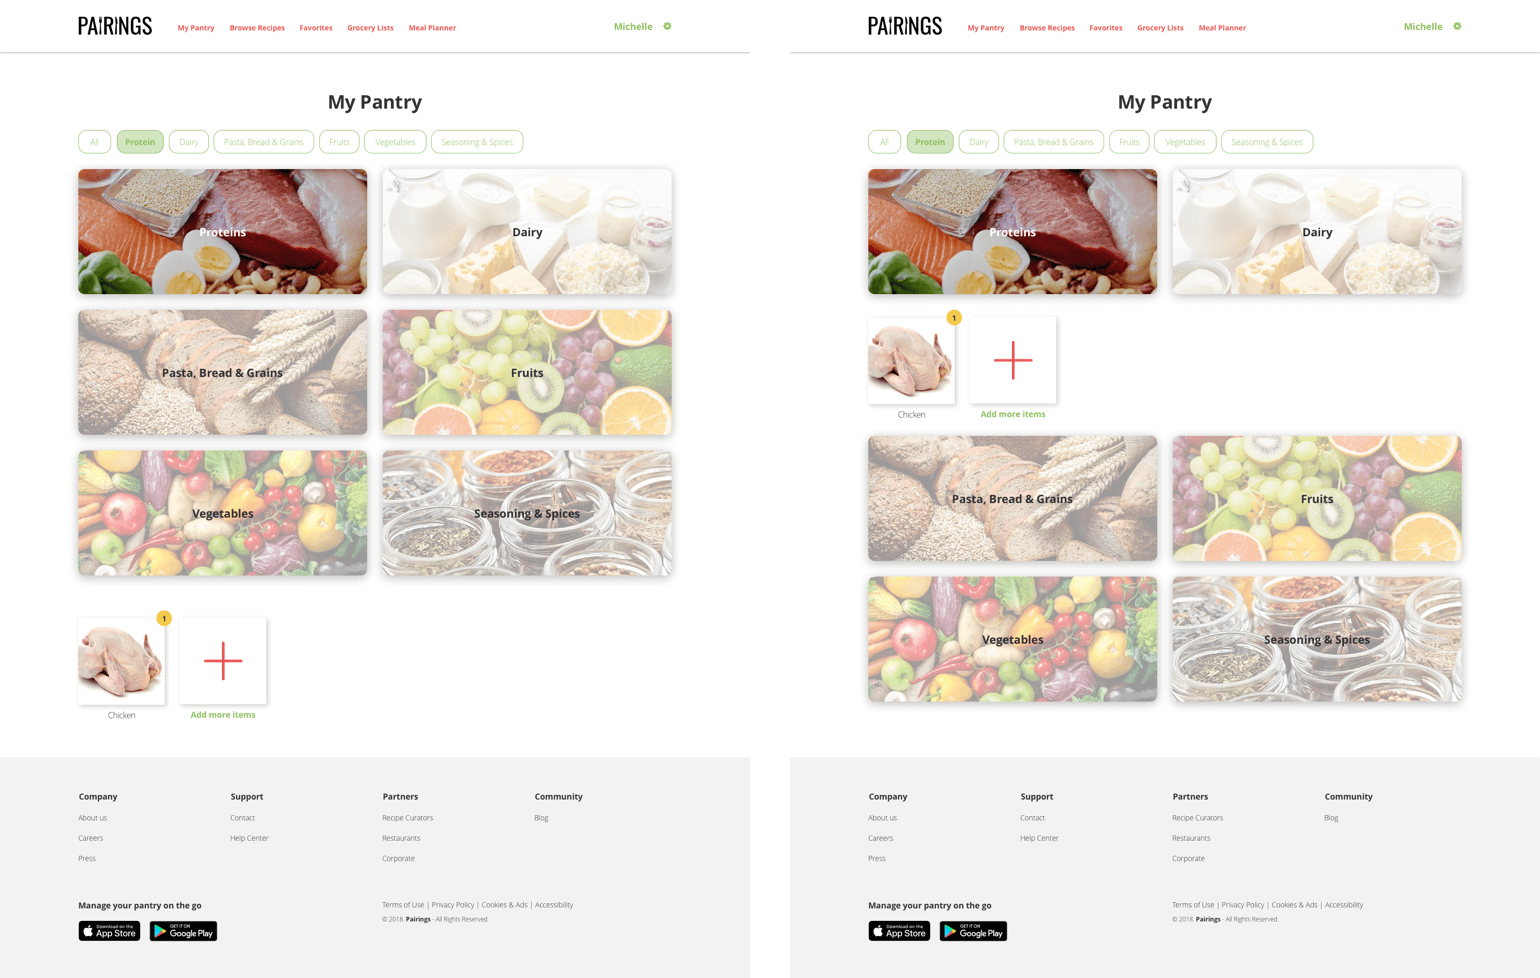 PAIRINGS My Pantry Browse Recipes Favorites Grocery Lists Meal Planner Michelle
My Pantry
All Protein Dairy Pasta, Bread & Grains Fruits Vegetables Seasoning & Spices
Proteins Dairy
Pasta, Bread & Grains Fruits
Vegetables Seasoning & Spices
1
Chicken Add more items
Company Support Partners Community
About us Contact Recipe Curators Blog
Careers Help Center Restaurants
Press Corporate
Manage your pantry on the go Terms of Use | Privacy Policy | Cookies & Ads | Accessibility
© 2018 Pairings - All Rights Reserved.
Download on the App Store GET IT ON Google Play
PAIRINGS My Pantry Browse Recipes Favorites Grocery Lists Meal Planner Michelle
My Pantry
All Protein Dairy Pasta, Bread & Grains Fruits Vegetables Seasoning & Spices
Proteins Dairy
1
Chicken Add more items
Pasta, Bread & Grains Fruits
Vegetables Seasoning & Spices
Company Support Partners Community
About us Contact Recipe Curators Blog
Careers Help Center Restaurants
Press Corporate
Manage your pantry on the go Terms of Use | Privacy Policy | Cookies & Ads | Accessibility
© 2018 Pairings - All Rights Reserved.
Download on the App Store GET IT ON Google Play